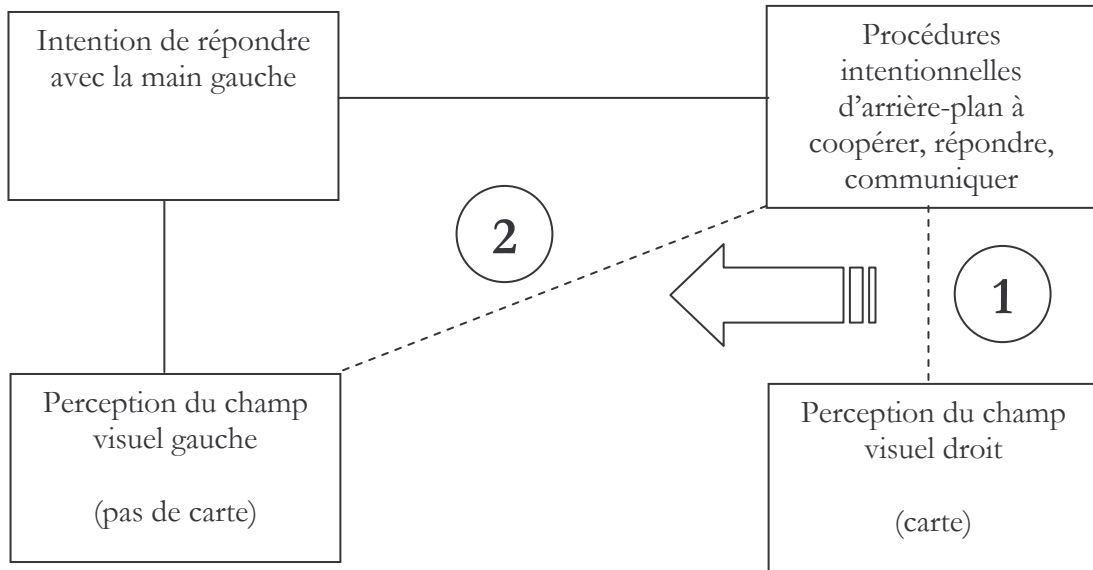 Intention de répondre
avec la main gauche
Procédures
intentionnelles
d’arrière-plan à
coopérer, répondre,
communiquer
2
1
Perception du champ
visuel gauche
(pas de carte)
Perception du champ
visuel droit
(carte)